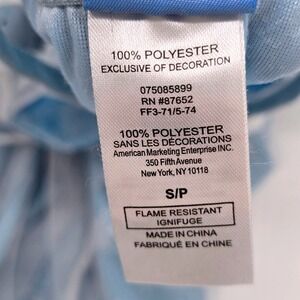 100% POLYESTER
EXCLUSIVE OF DECORATION
075085899
RN #87652
FF3-71/5-74
100% POLYESTER
SANS LES DÉCORATIONS
American Marketing Enterprise INC.
350 Fifth Avenue
New York, NY 10118
S/P
FLAME RESISTANT
IGNIFUGE
MADE IN CHINA
FABRIQUÉ EN CHINE